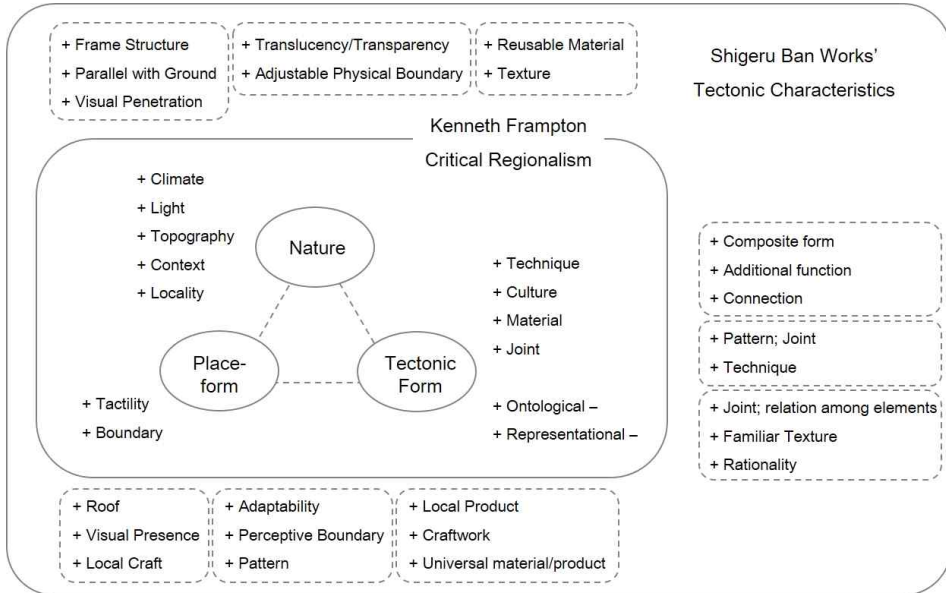 + Frame Structure
+ Parallel with Ground
+ Visual Penetration
+ Translucency/Transparency
+ Adjustable Physical Boundary
+ Reusable Material
+ Texture
Shigeru Ban Works’
Tectonic Characteristics
Kenneth Frampton
Critical Regionalism
+ Climate
+ Light
+ Topography
+ Context
+ Locality
Nature
+ Technique
+ Culture
+ Material
+ Joint
Place-
form
Tectonic
Form
+ Tactility
+ Boundary
+ Ontological –
+ Representational –
+ Composite form
+ Additional function
+ Connection
+ Pattern; Joint
+ Technique
+ Joint; relation among elements
+ Familiar Texture
+ Rationality
+ Roof
+ Visual Presence
+ Local Craft
+ Adaptability
+ Perceptive Boundary
+ Pattern
+ Local Product
+ Craftwork
+ Universal material/product